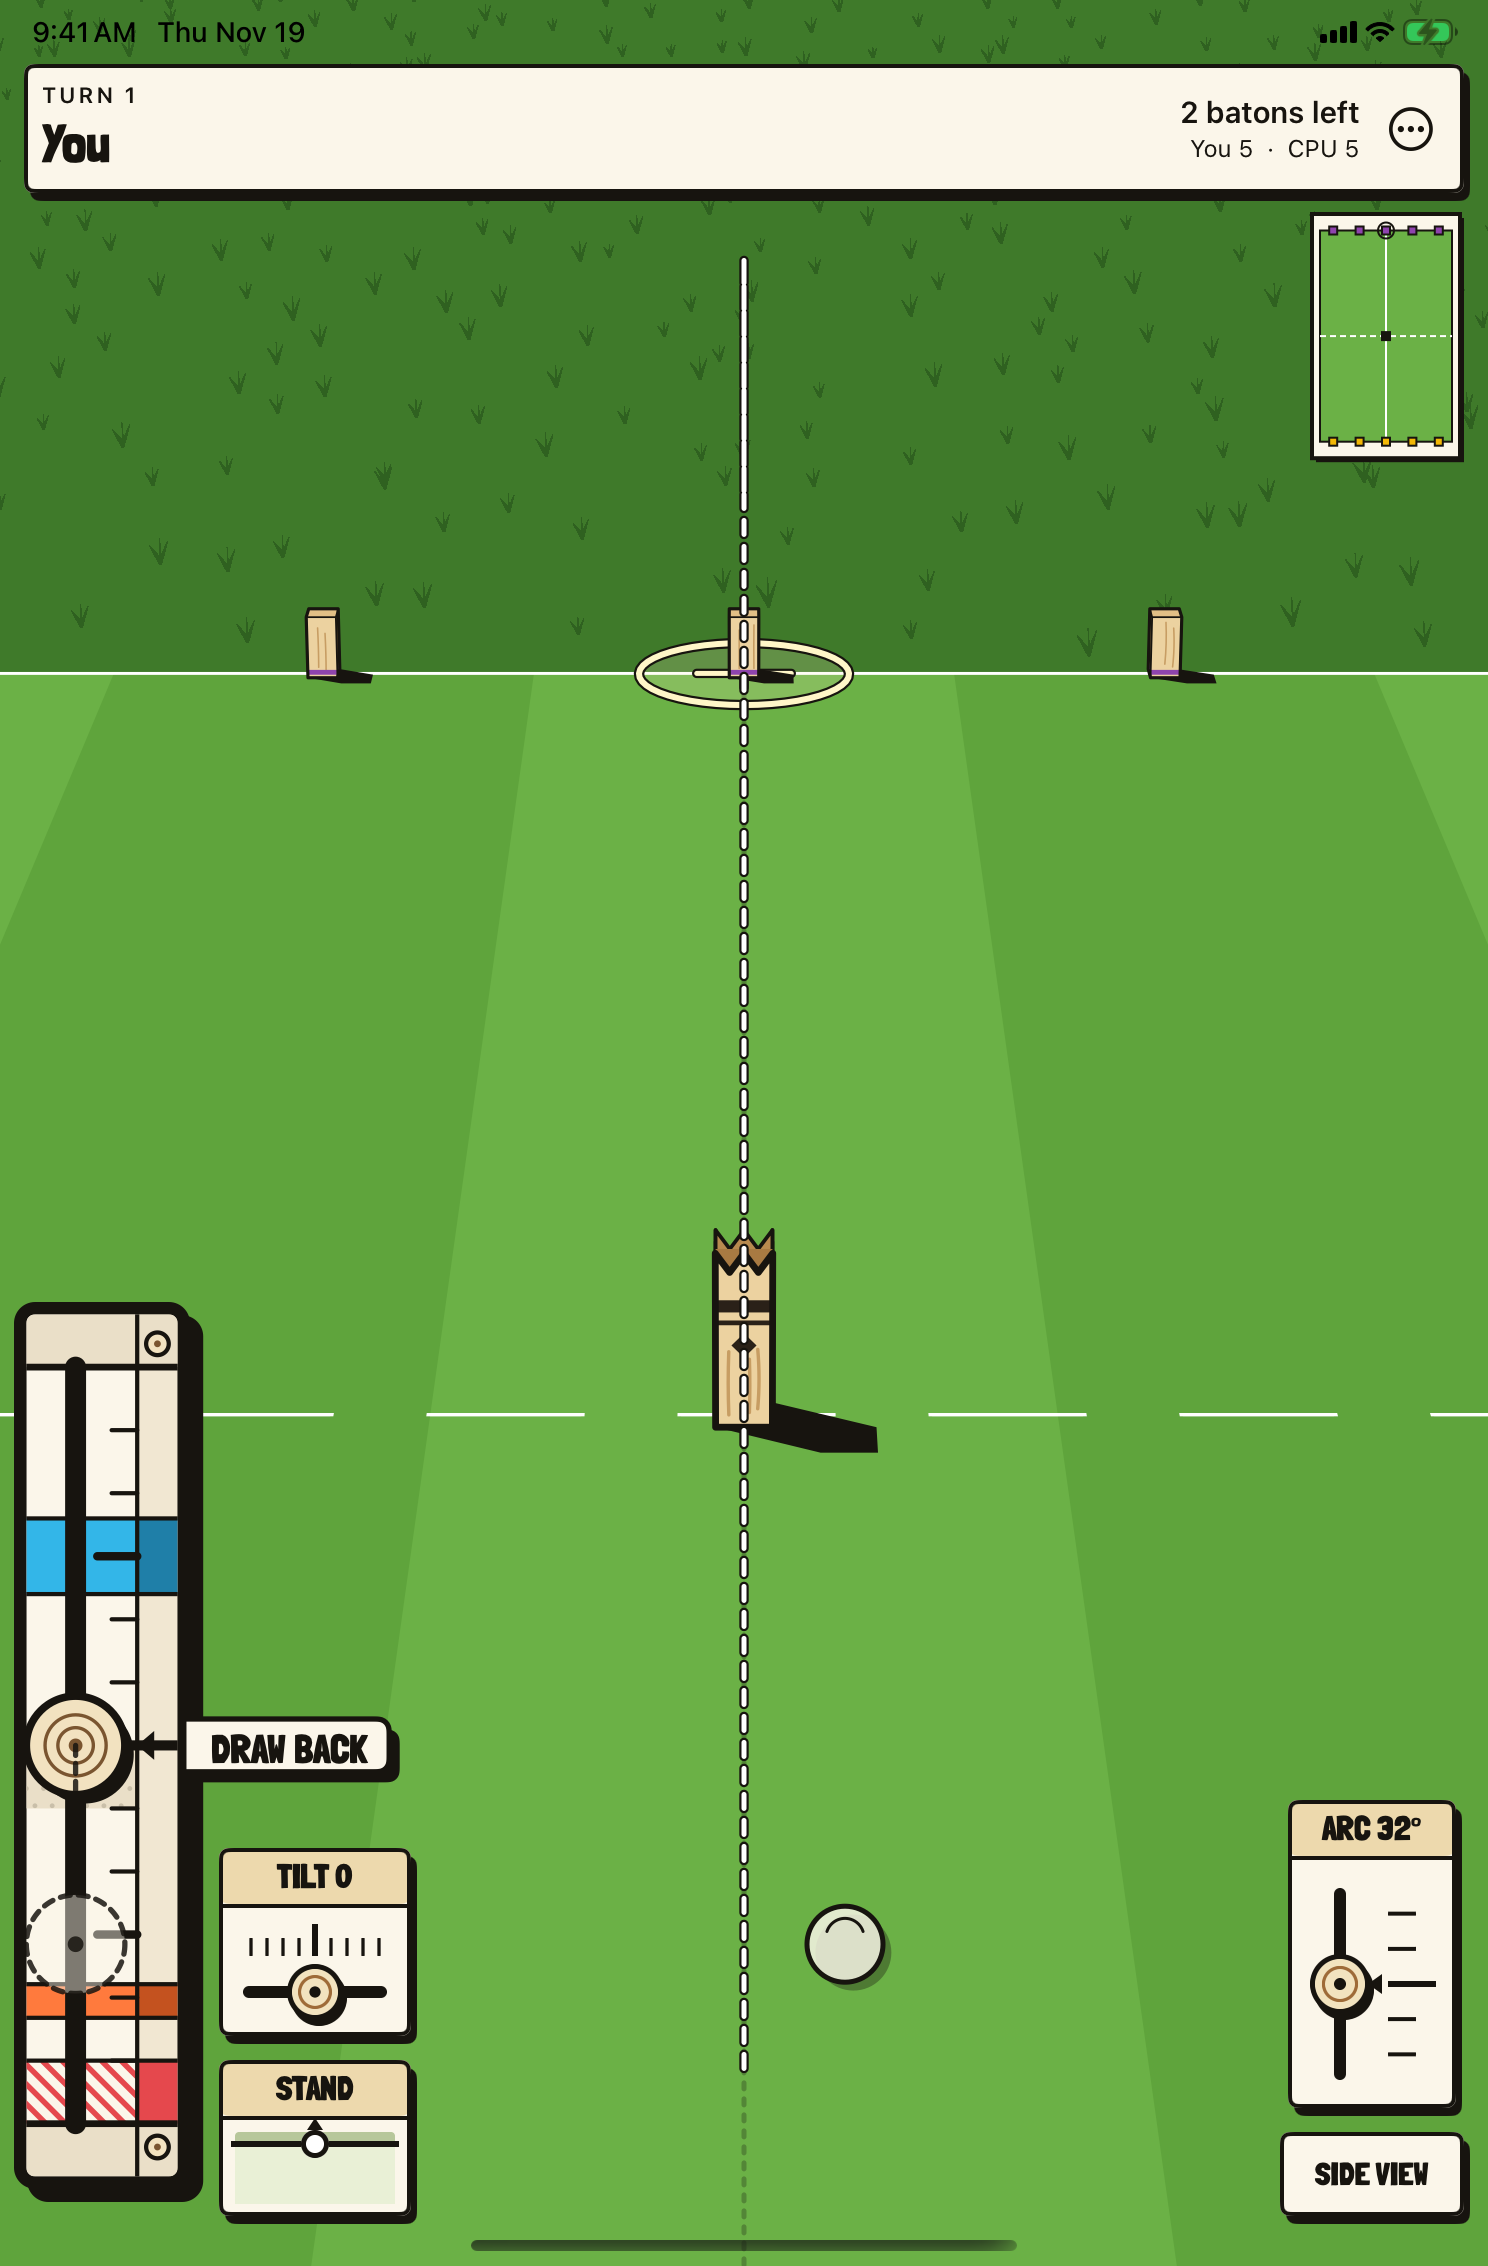 9:41 AM Thu Nov 19
TURN 1
You
2 batons left
You 5 · CPU 5
DRAW BACK
TILT 0
STAND
ARC 32°
SIDE VIEW